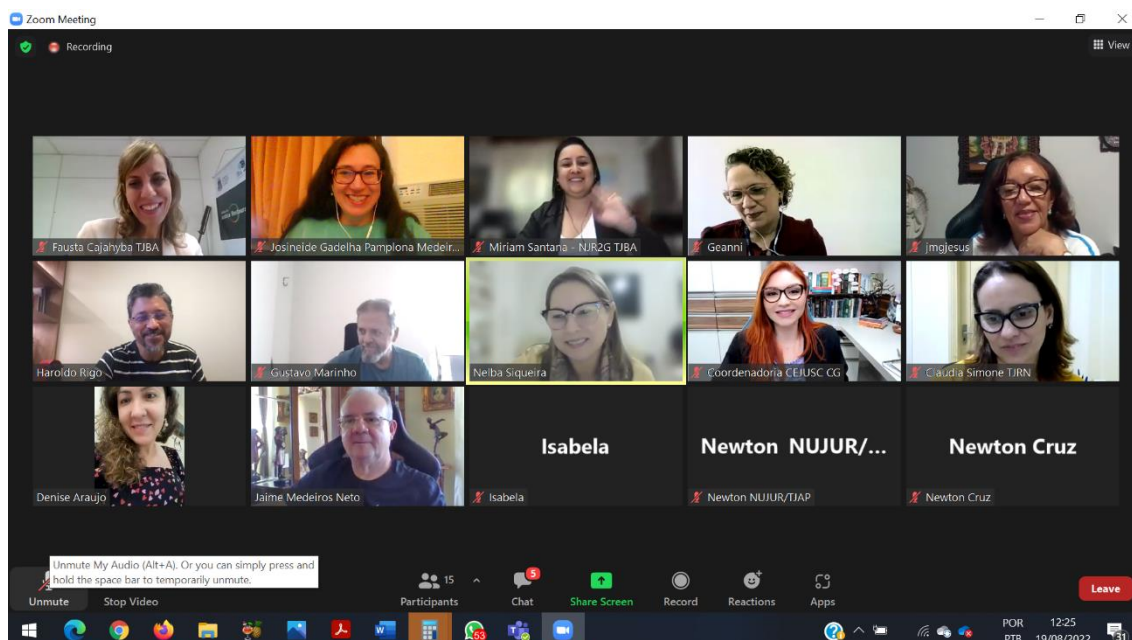 Zoom Meeting
Recording
View
Fausta Cajahyba TJBA
Josineide Gadelha Pamplona Medeir...
Miriam Santana - NJR2G TJBA
Geanni
jmgjesus
Haroldo Rigo
Gustavo Marinho
Nelba Siqueira
Coordenadoria CEJUSC CG
Claudia Simone TJRN
Denise Araujo
Jaime Medeiros Neto
Isabela
Isabela
Newton NUJUR/...
Newton NUJUR/TJAP
Newton Cruz
Newton Cruz
Unmute My Audio (Alt+A). Or you can simply press and
hold the space bar to temporarily unmute.
Unmute
Stop Video
15
Participants
5
Chat
Share Screen
Record
Reactions
Apps
Leave
53
POR
PTB
12:25
19/08/2022